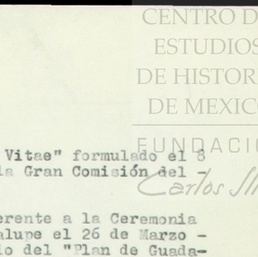 CENTRO D
ESTUDIOS
DE HISTOR
DE MEXIC
FUNDACIO
Carlos Sli
Vitae" formulado el 8
la Gran Comisión del -
erente a la Ceremonia
alupe el 26 de Marzo -
io del "Plan de Guada-